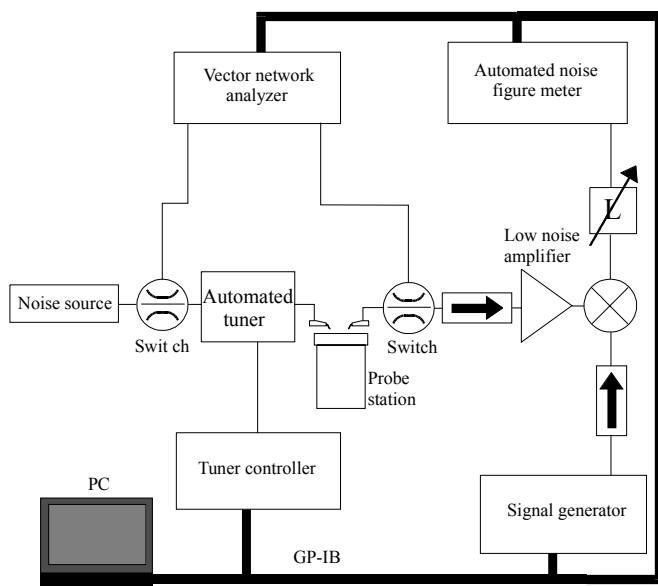 Vector network
analyzer
Automated noise
figure meter
L
Low noise
amplifier
Noise source
Swit ch
Automated
tuner
Switch
Probe
station
Tuner controller
PC
Signal generator
GP-IB